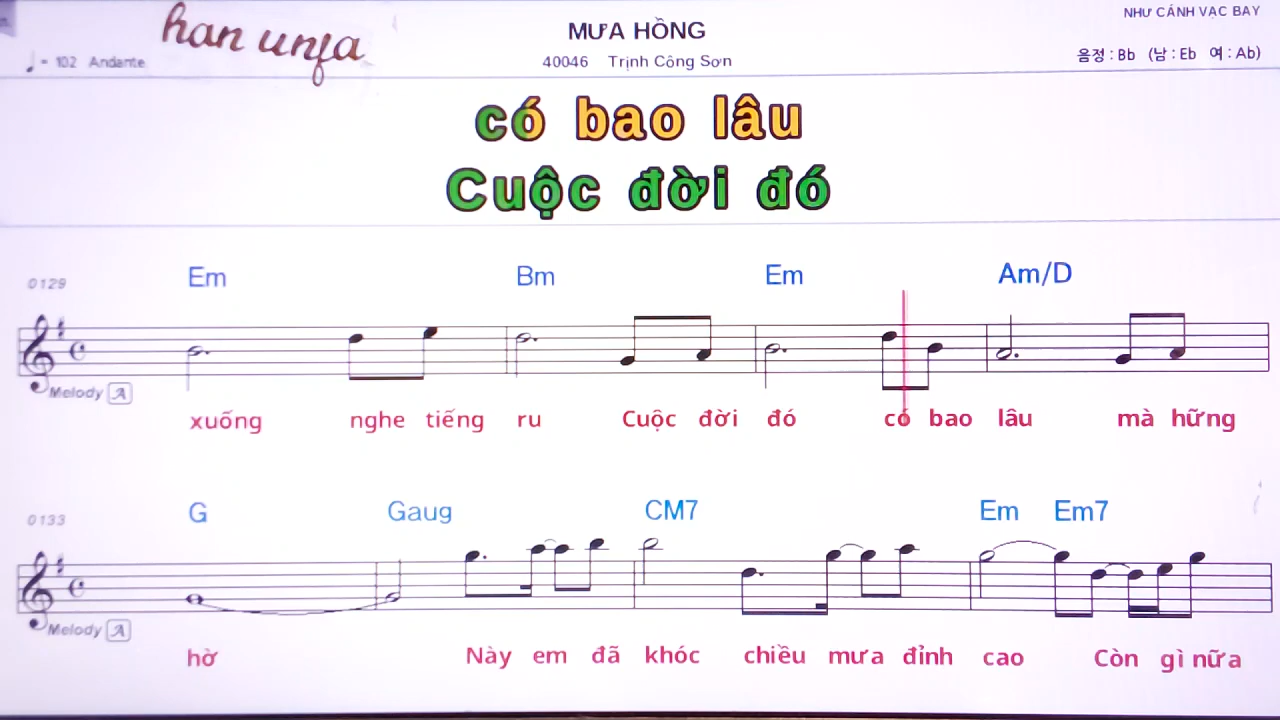 NHƯ CÁNH VẠC BAY
han unja
MƯA HỒNG
= 102 Andante
40046 Trịnh Công Sơn
음정 : Bb (남 : Eb 여 : Ab)
có bao lâu
Cuộc đời đó
0129 Em Bm Em Am/D
Melody A
xuống nghe tiếng ru Cuộc đời đó có bao lâu mà hững
0133 G Gaug CM7 Em Em7
Melody A
hờ Này em đã khóc chiều mưa đỉnh cao Còn gì nữa